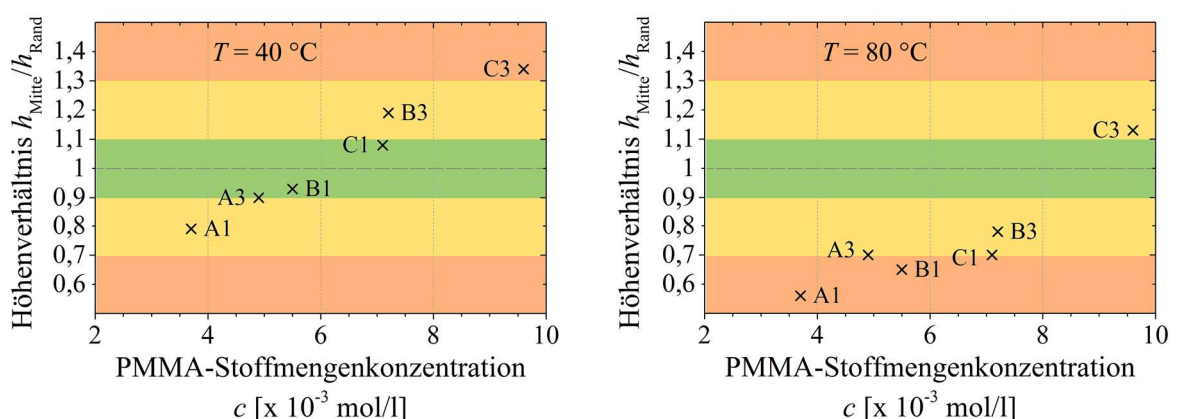 Höhenverhältnis h_Mitte/h_Rand
1,4
1,3
1,2
1,1
1
0,9
0,8
0,7
0,6
T = 40 °C
C3
B3
C1
B1
A3
A1
2 4 6 8 10
PMMA-Stoffmengenkonzentration
c [x 10⁻³ mol/l]
Höhenverhältnis h_Mitte/h_Rand
1,4
1,3
1,2
1,1
1
0,9
0,8
0,7
0,6
T = 80 °C
C3
B3
A3
C1
B1
A1
2 4 6 8 10
PMMA-Stoffmengenkonzentration
c [x 10⁻³ mol/l]